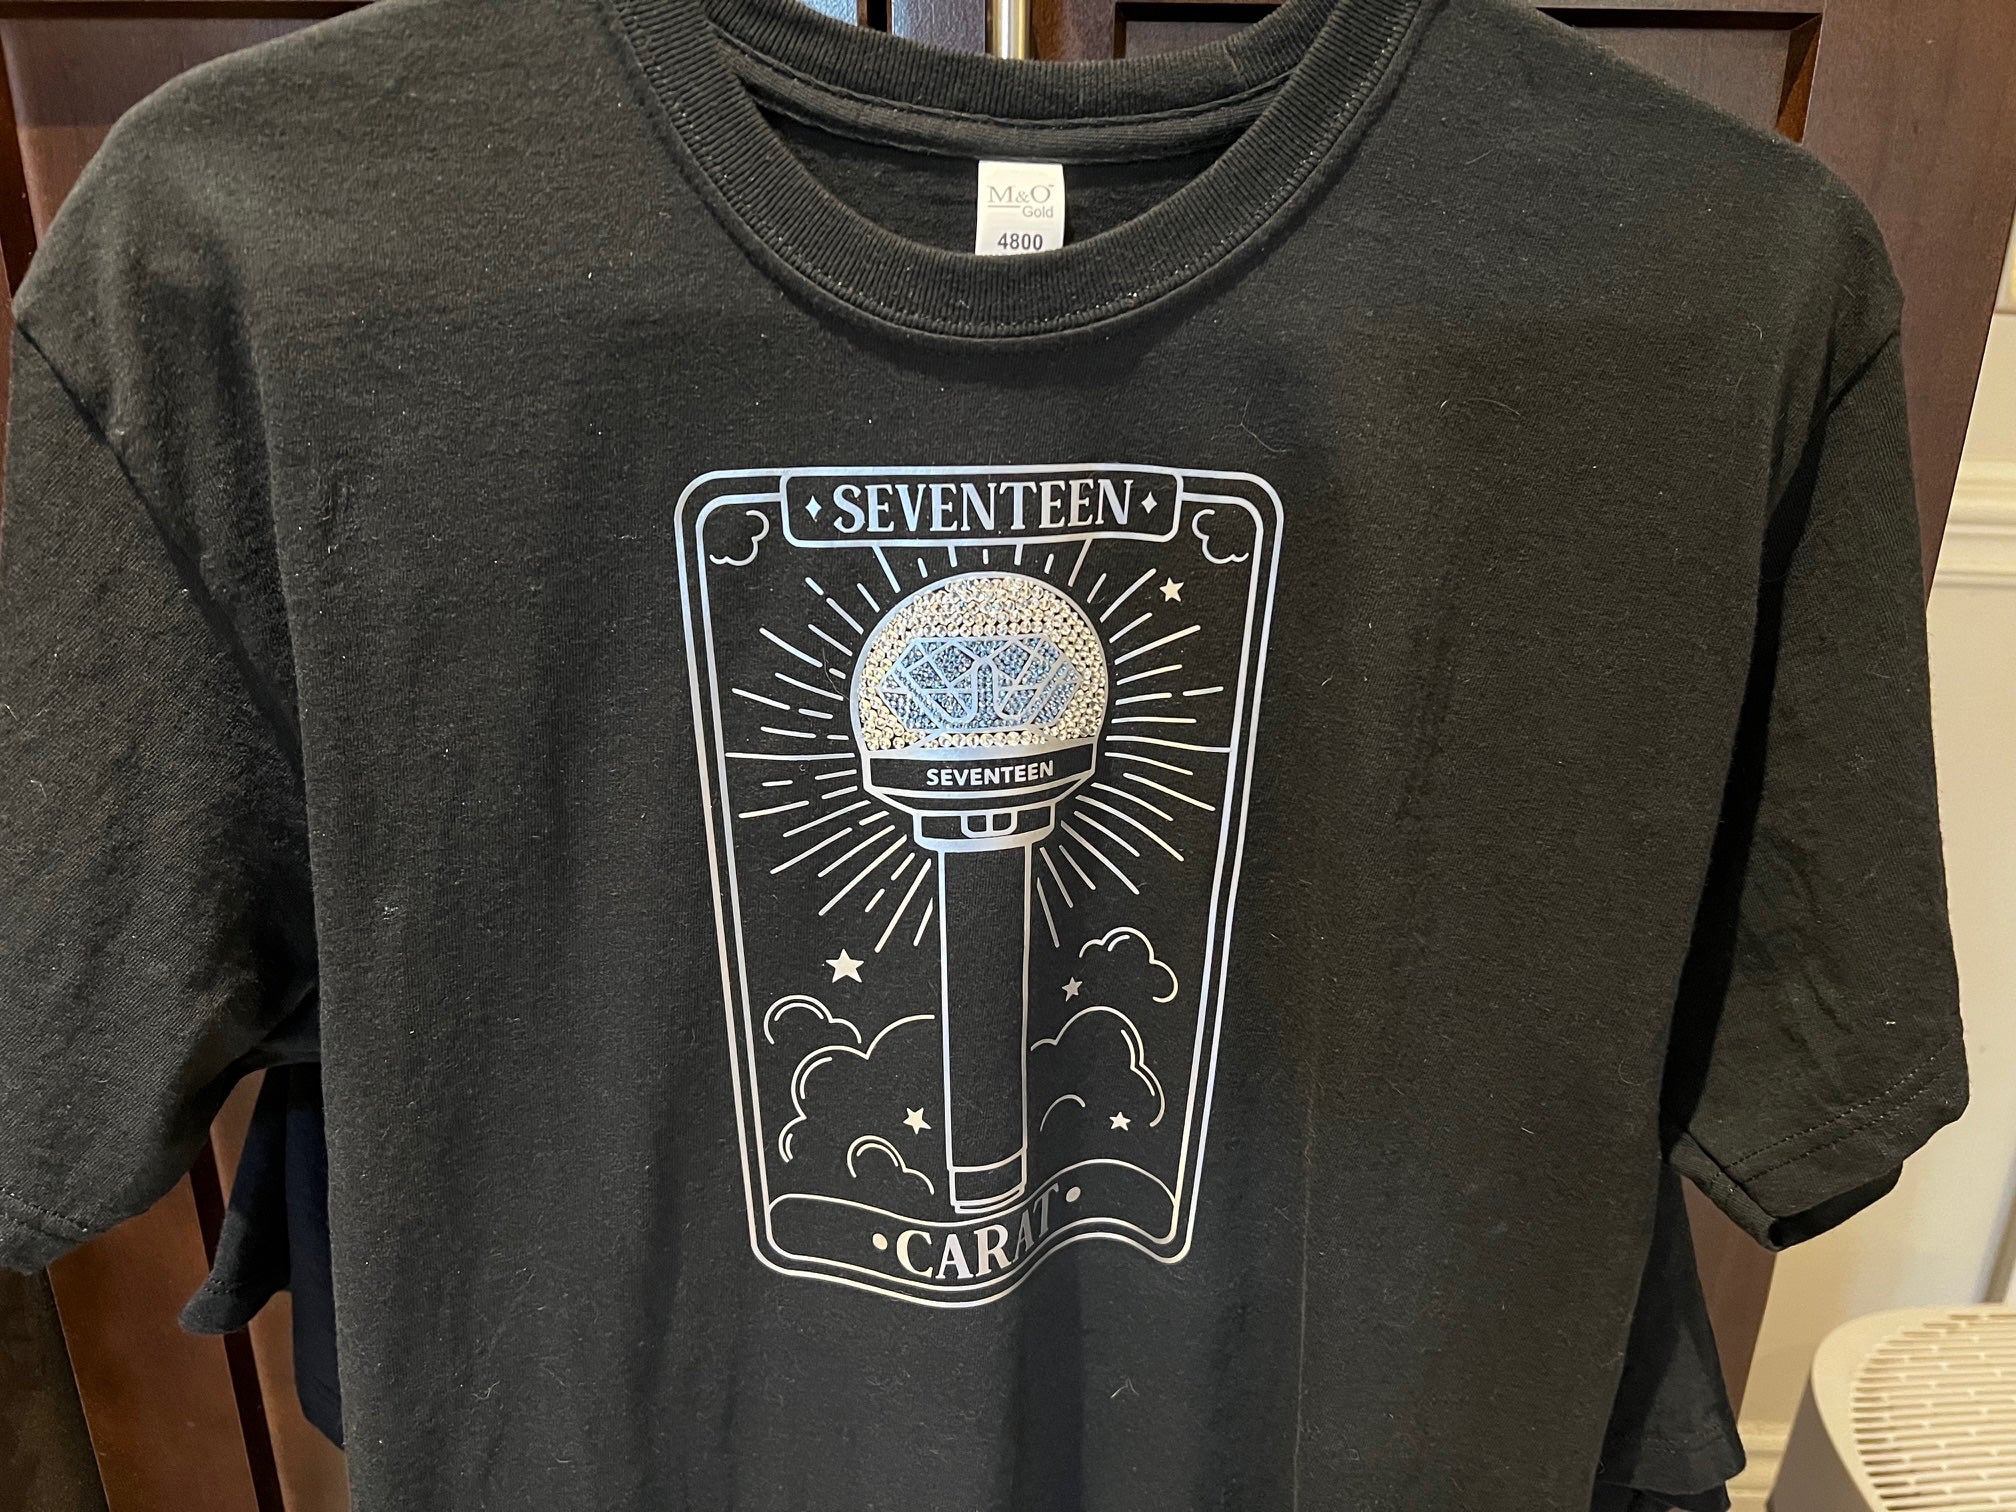 M&O
Gold
4800
SEVENTEEN
SEVENTEEN
CARAT